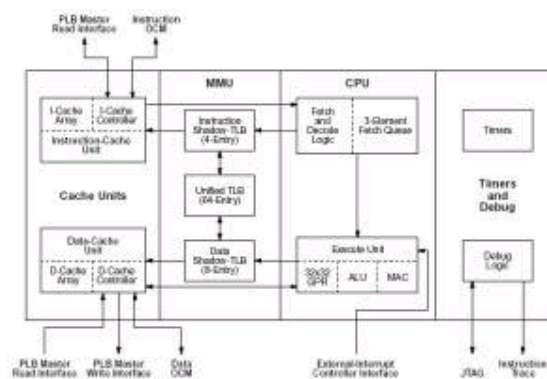 PLB Master
Read Interface
Instruction
OCM
MMU
CPU
I-Cache
Array
I-Cache
Controller
Instruction-Cache
Unit
Instruction
Shadow-TLB
(4-Entry)
Fetch
and
Decode
Logic
3-Element
Fetch Queue
Timers
Cache Units
Unified TLB
(64-Entry)
Timers
and
Debug
Data-Cache
Unit
D-Cache
Array
D-Cache
Controller
Data
Shadow-TLB
(8-Entry)
Execute Unit
32x32
GPR
ALU
MAC
Debug
Logic
PLB Master
Read Interface
PLB Master
Write Interface
Data
OCM
External-Interrupt
Controller Interface
JTAG
Instruction
Trace